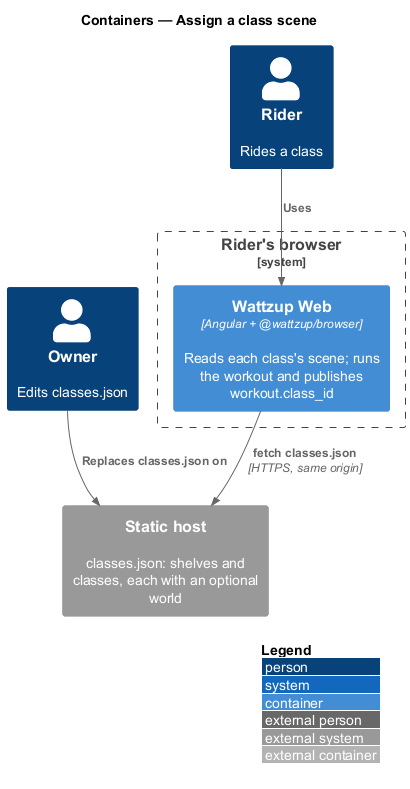 Containers — Assign a class scene
Rider
Rides a class
Uses
Rider's browser
[system]
Wattzup Web
[Angular + @wattzup/browser]
Reads each class's scene; runs
the workout and publishes
workout.class_id
Owner
Edits classes.json
Replaces classes.json on
fetch classes.json
[HTTPS, same origin]
Static host
classes.json: shelves and
classes, each with an optional
world
Legend
person
system
container
external person
external system
external container